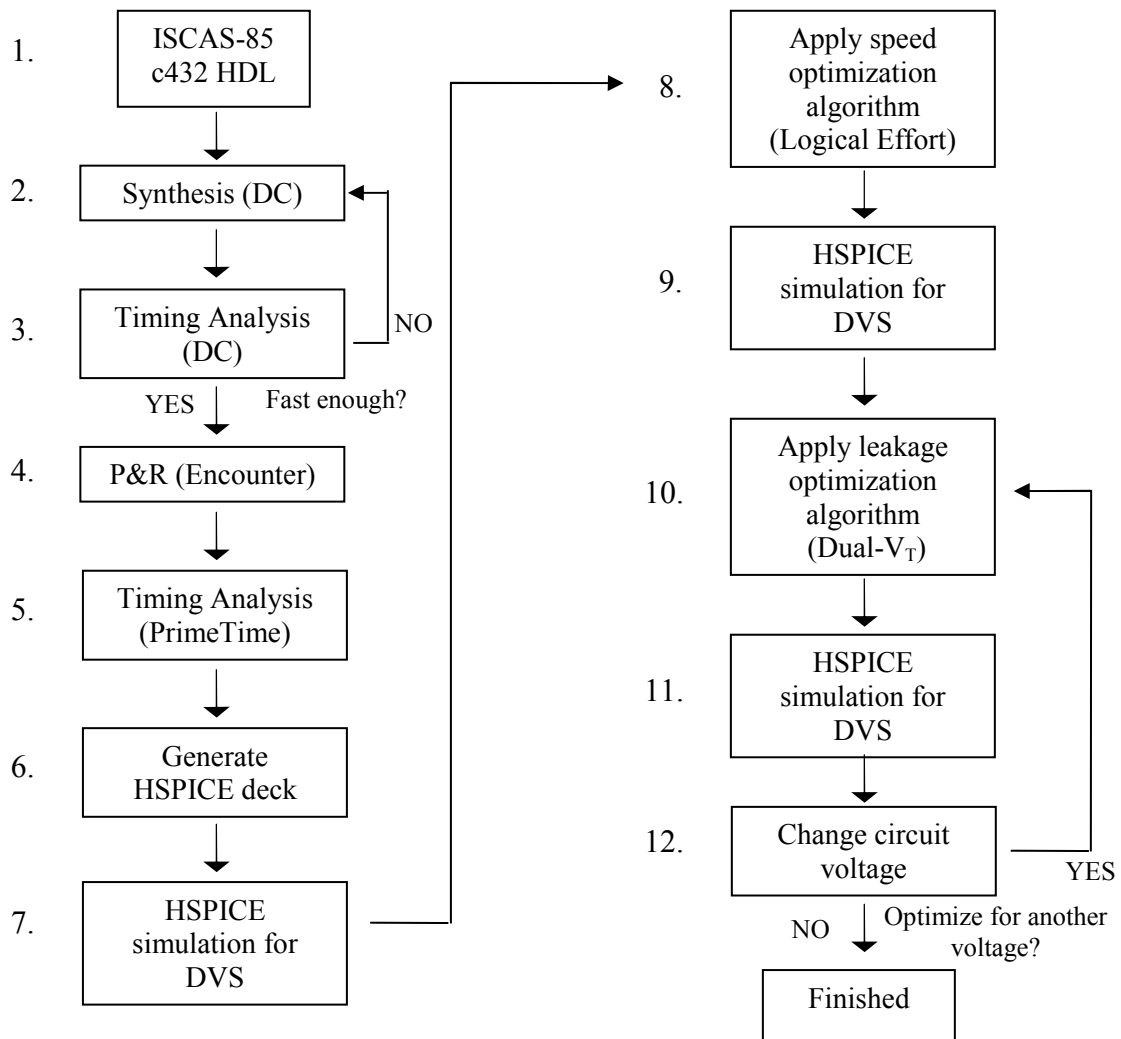 1.
ISCAS-85
c432 HDL
2.
Synthesis (DC)
3.
Timing Analysis
(DC)
NO
YES
Fast enough?
4.
P&R (Encounter)
5.
Timing Analysis
(PrimeTime)
6.
Generate
HSPICE deck
7.
HSPICE
simulation for
DVS
8.
Apply speed
optimization
algorithm
(Logical Effort)
9.
HSPICE
simulation for
DVS
10.
Apply leakage
optimization
algorithm
(Dual-VT)
11.
HSPICE
simulation for
DVS
12.
Change circuit
voltage
YES
NO
Optimize for another
voltage?
Finished